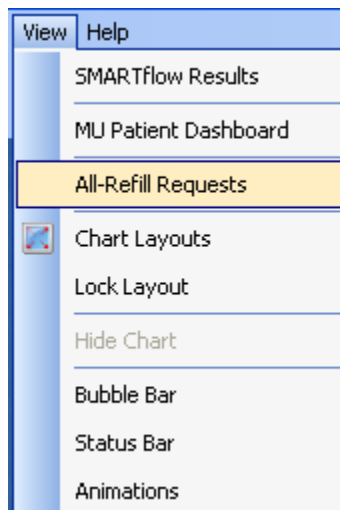 View Help
SMARTflow Results
MU Patient Dashboard
All-Refill Requests
Chart Layouts
Lock Layout
Hide Chart
Bubble Bar
Status Bar
Animations